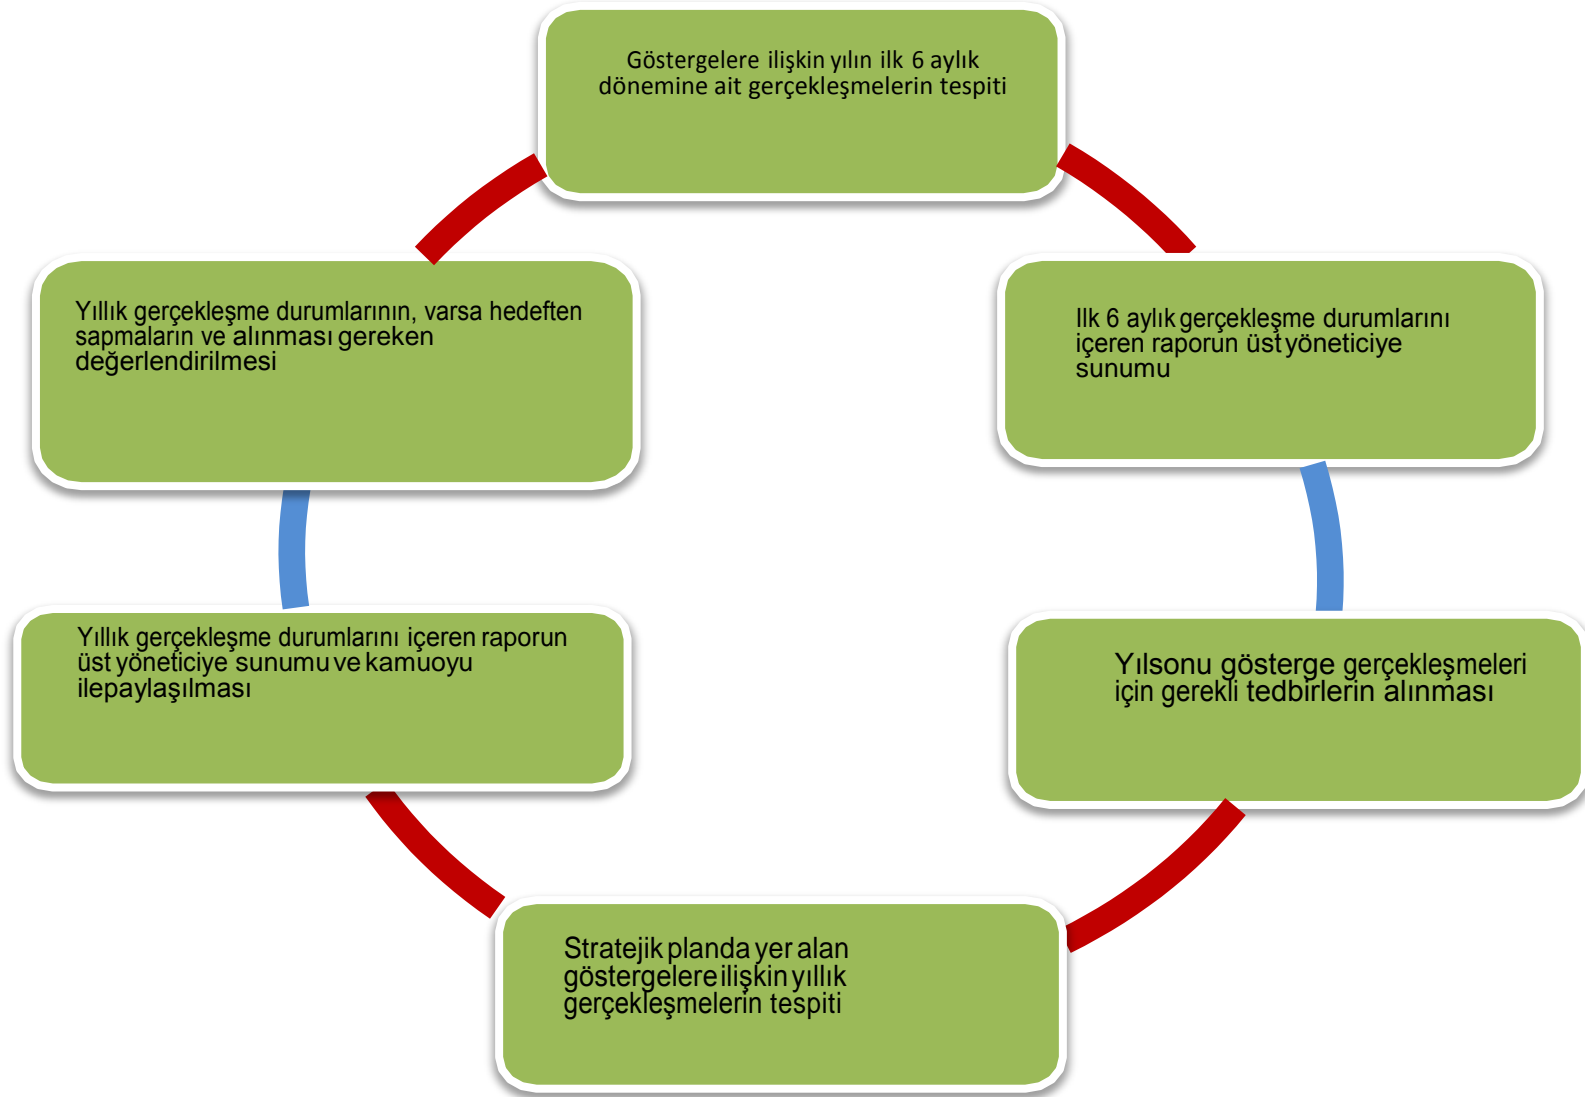 Göstergelere ilişkin yılın ilk 6 aylık
dönemine ait gerçekleşmelerin tespiti
Ilk 6 aylık gerçekleşme durumlarını
içeren raporun üst yöneticiye
sunumu
Yılsonu gösterge gerçekleşmeleri
için gerekli tedbirlerin alınması
Stratejik planda yer alan
göstergelere ilişkin yıllık
gerçekleşmelerin tespiti
Yıllık gerçekleşme durumlarını içeren raporun
üst yöneticiye sunumu ve kamuoyu
ilepaylaşılması
Yıllık gerçekleşme durumlarının, varsa hedeften
sapmaların ve alınması gereken
değerlendirilmesi